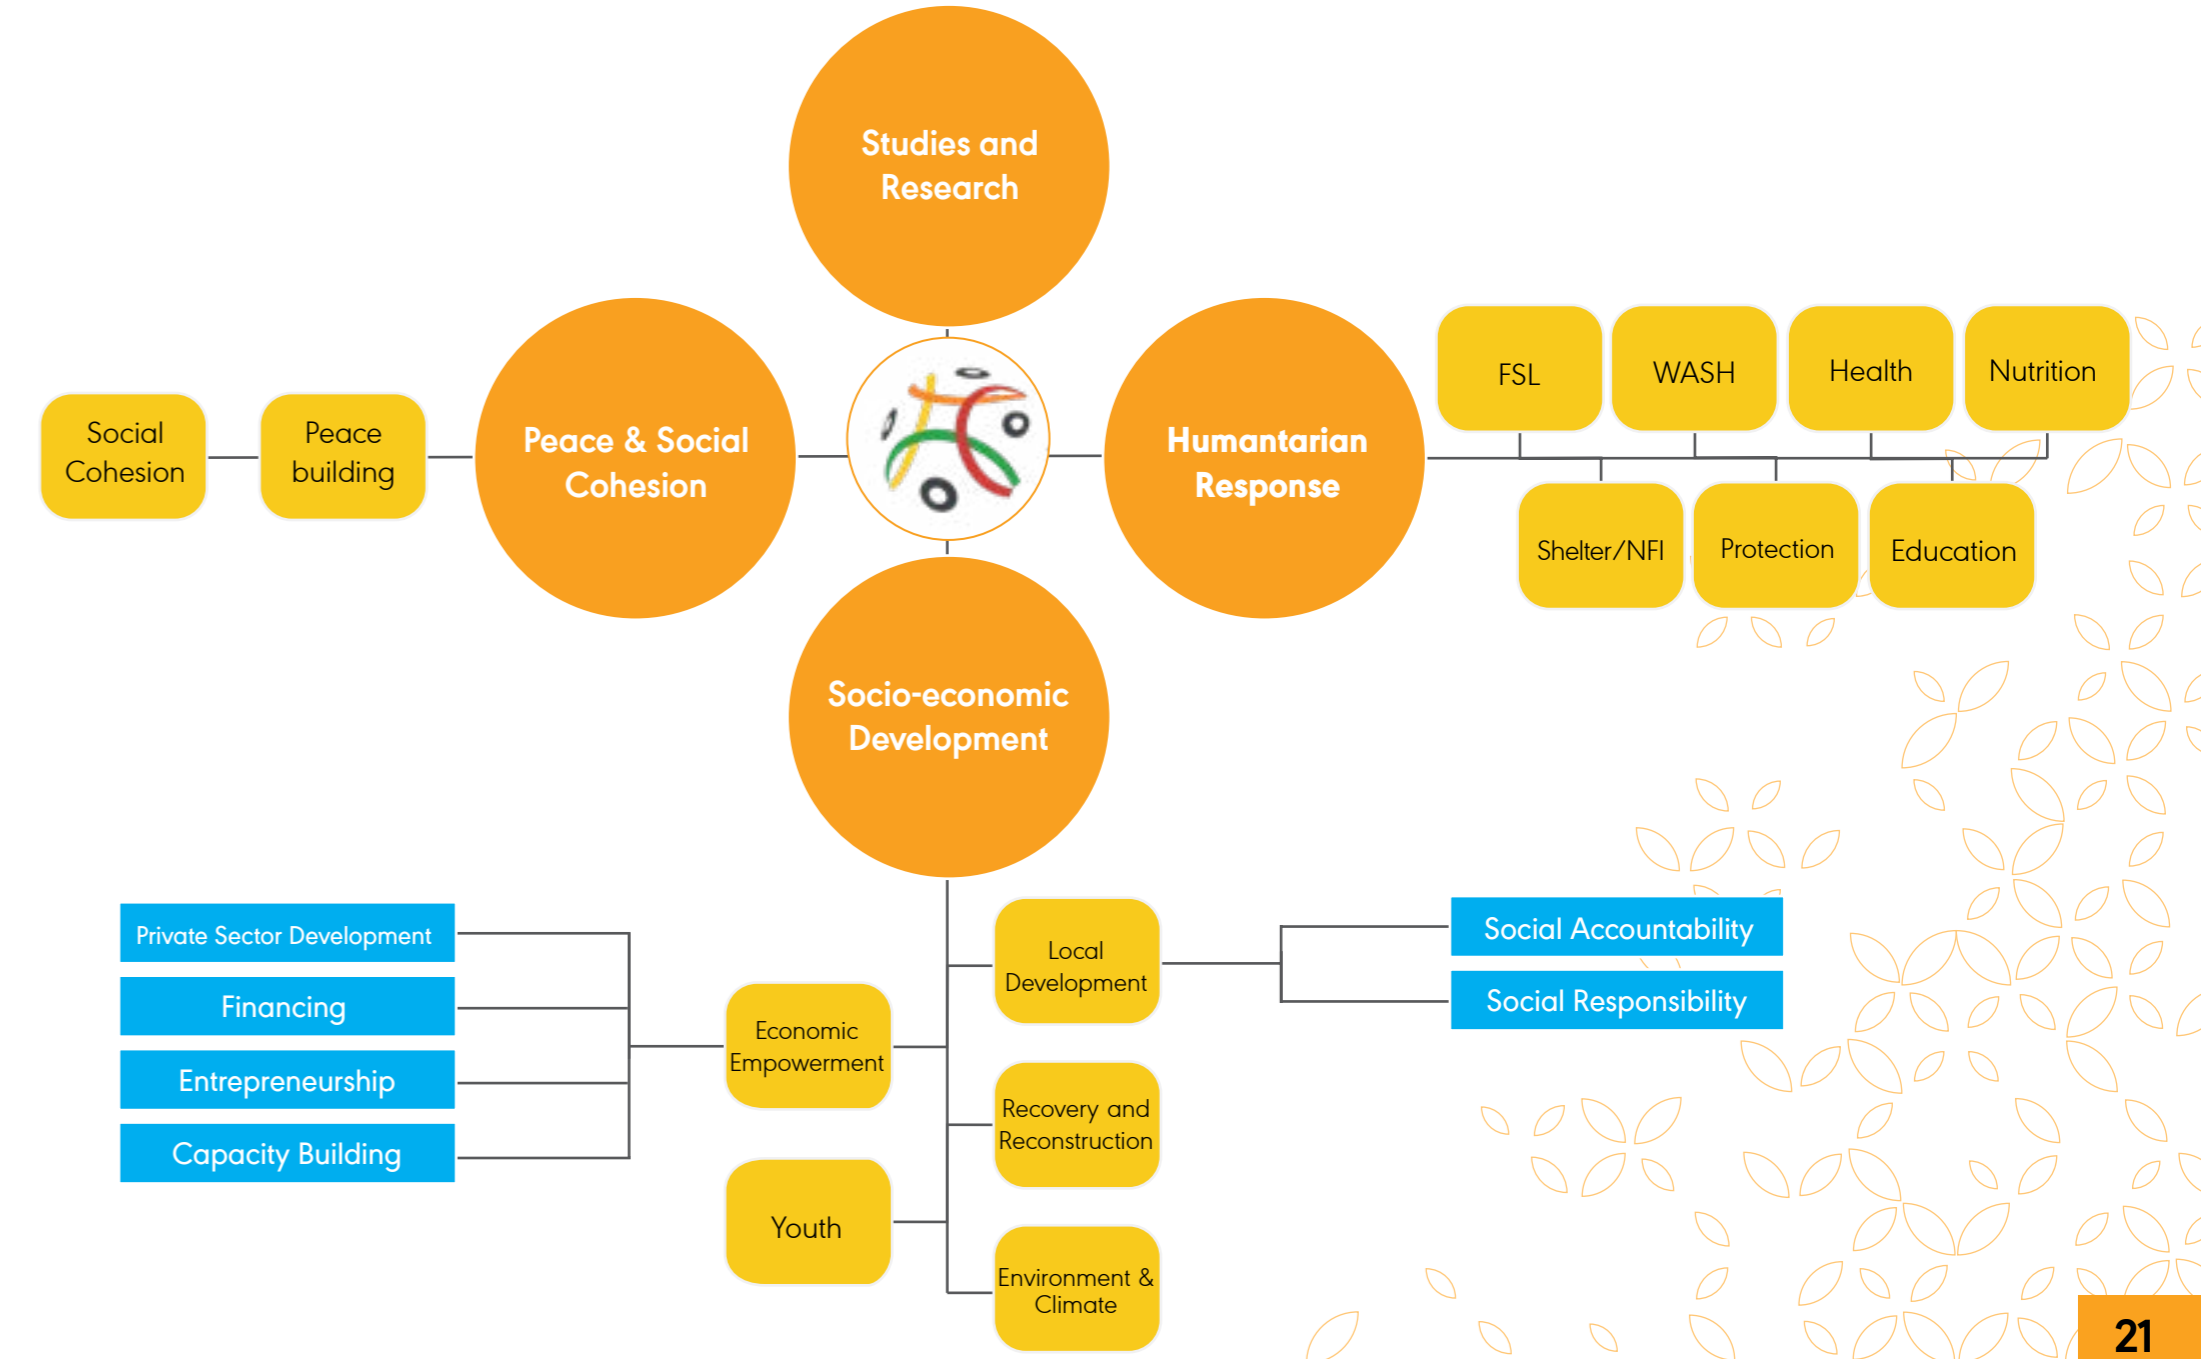 Studies and
Research
Peace & Social
Cohesion
Humantarian
Response
Socio-economic
Development
Social
Cohesion
Peace
building
FSL
WASH
Health
Nutrition
Shelter/NFI
Protection
Education
Private Sector Development
Financing
Entrepreneurship
Capacity Building
Economic
Empowerment
Youth
Local
Development
Recovery and
Reconstruction
Environment &
Climate
Social Accountability
Social Responsibility
21